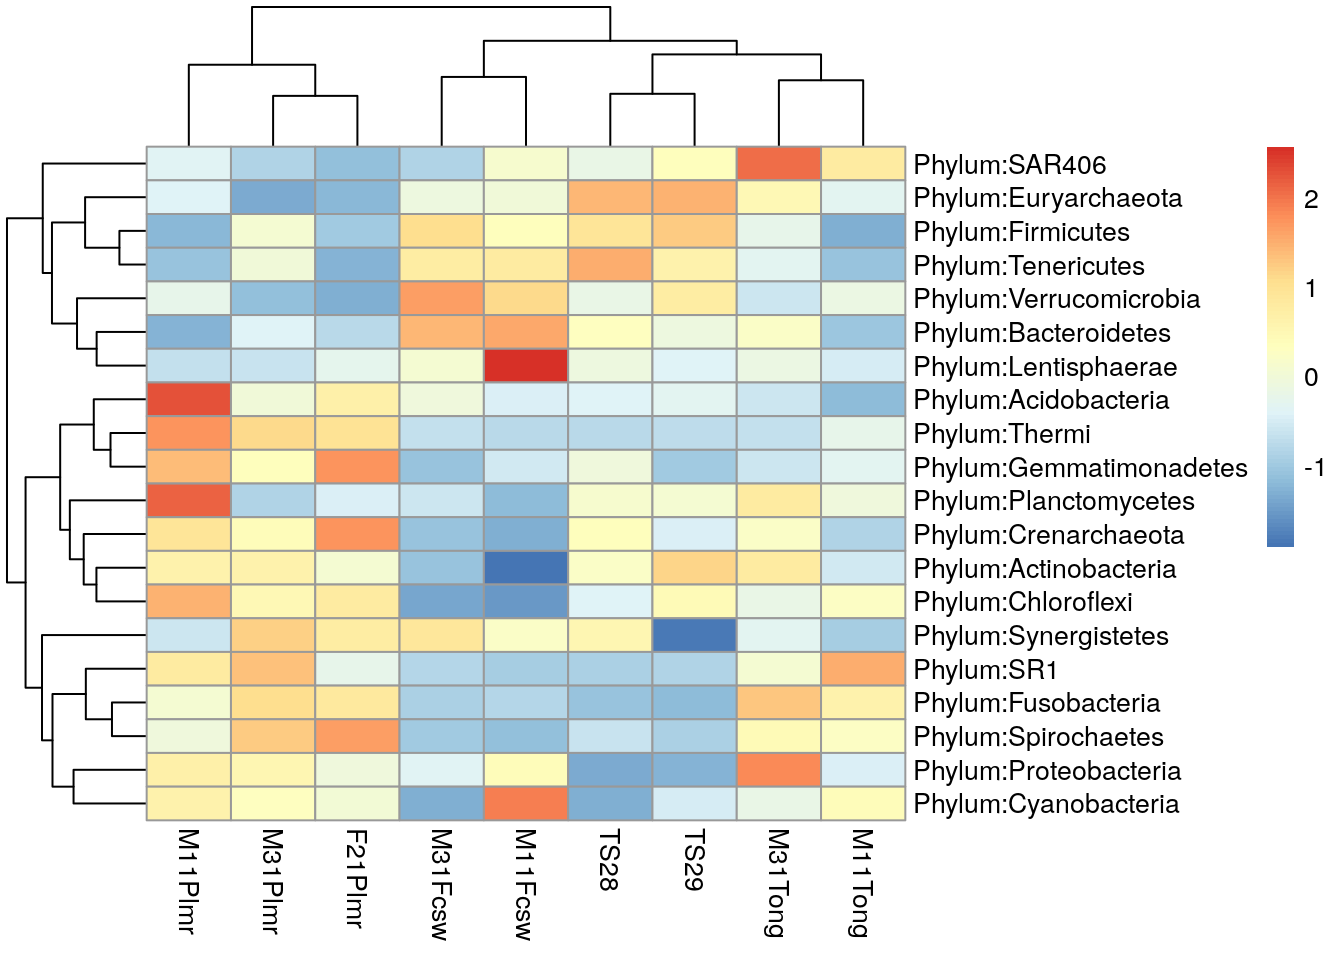 Phylum:SAR406
Phylum:Euryarchaeota
Phylum:Firmicutes
Phylum:Tenericutes
Phylum:Verrucomicrobia
Phylum:Bacteroidetes
Phylum:Lentisphaerae
Phylum:Acidobacteria
Phylum:Thermi
Phylum:Gemmatimonadetes
Phylum:Planctomycetes
Phylum:Crenarchaeota
Phylum:Actinobacteria
Phylum:Chloroflexi
Phylum:Synergistetes
Phylum:SR1
Phylum:Fusobacteria
Phylum:Spirochaetes
Phylum:Proteobacteria
Phylum:Cyanobacteria
2
1
0
-1
M11Plmr
M31Plmr
F21Plmr
M31Fcsw
M11Fcsw
TS28
TS29
M31Tong
M11Tong